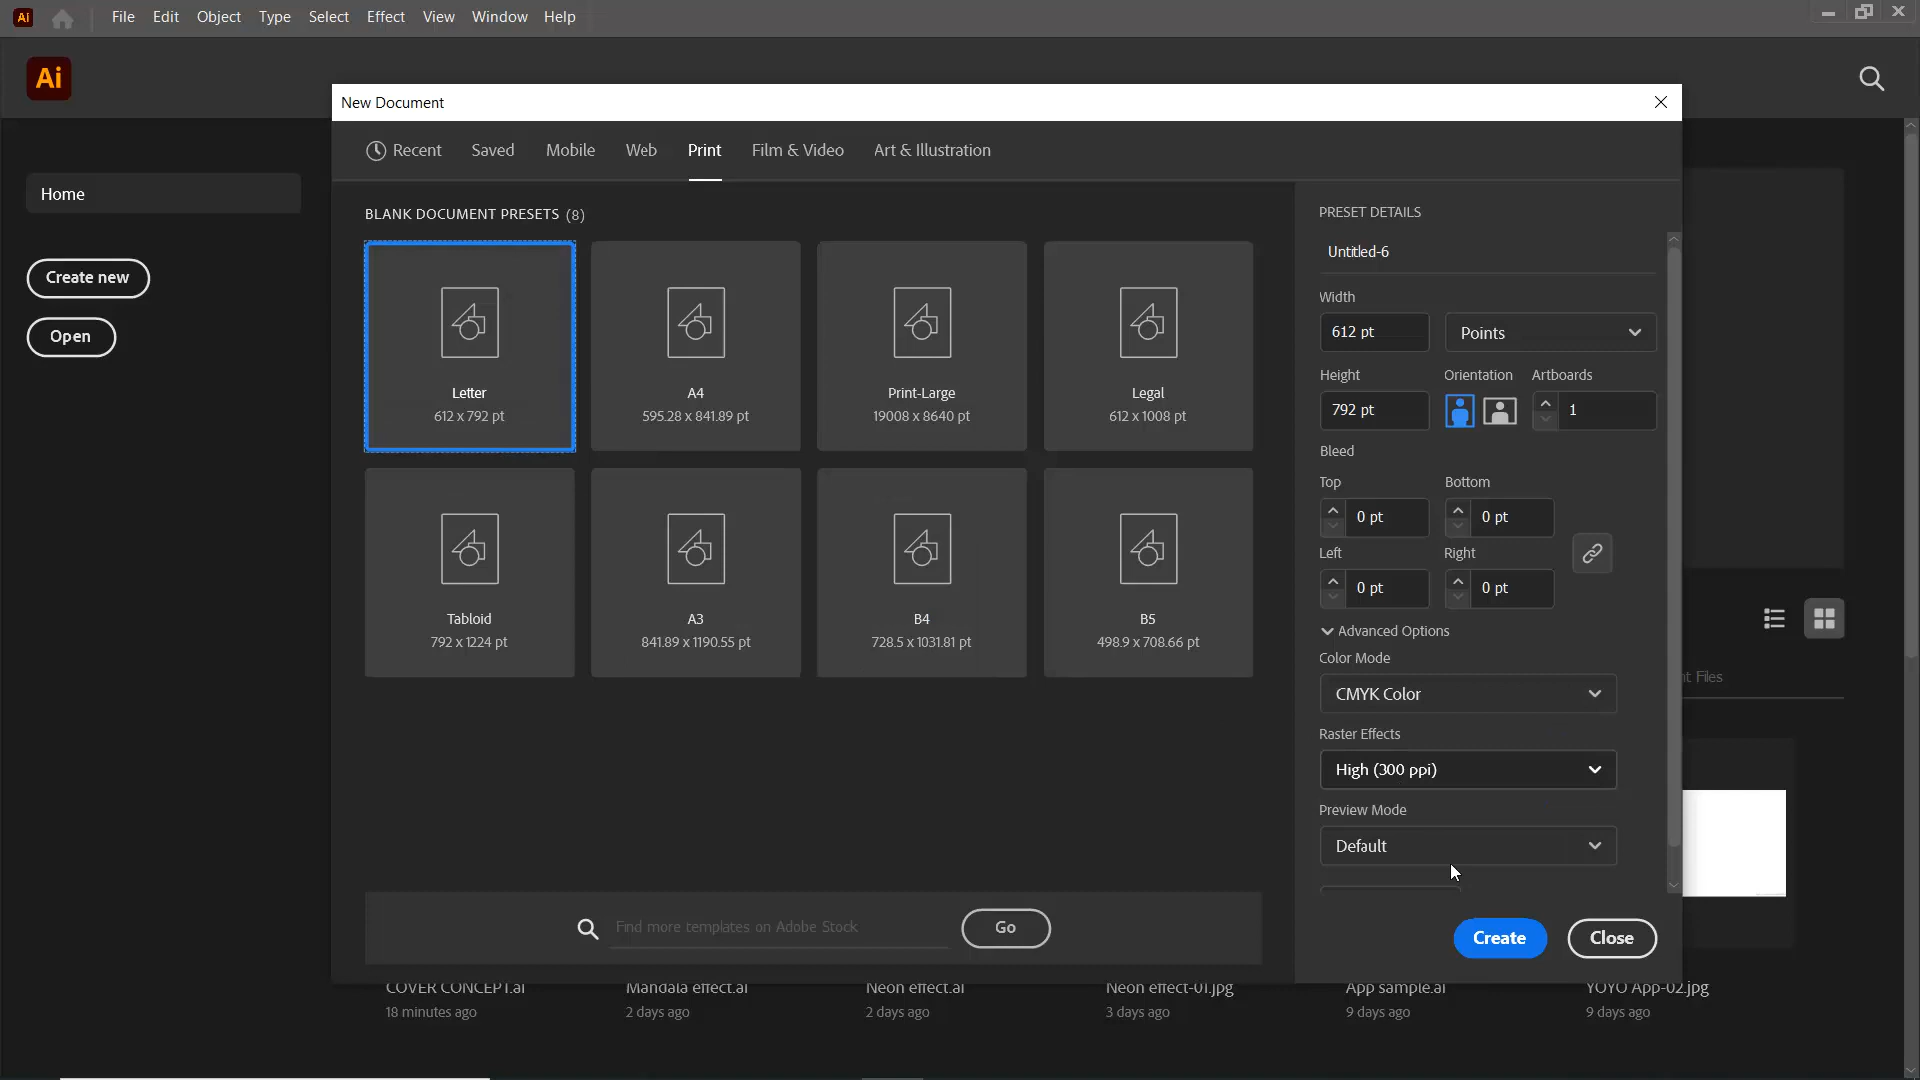 Ai
File Edit Object Type Select Effect View Window Help
Ai
New Document
Recent Saved Mobile Web Print Film & Video Art & Illustration
Home
Create new
Open
BLANK DOCUMENT PRESETS (8)
Letter
612 x 792 pt
A4
595.28 x 841.89 pt
Print-Large
19008 x 8640 pt
Legal
612 x 1008 pt
Tabloid
792 x 1224 pt
A3
841.89 x 1190.55 pt
B4
728.5 x 1031.81 pt
B5
498.9 x 708.66 pt
Find more templates on Adobe Stock
Go
PRESET DETAILS
Untitled-6
Width
612 pt Points
Height Orientation Artboards
792 pt 1
Bleed
Top Bottom
0 pt 0 pt
Left Right
0 pt 0 pt
Advanced Options
Color Mode
CMYK Color
Raster Effects
High (300 ppi)
Preview Mode
Default
Create Close
nt Files
COVER CONCEPT.ai
18 minutes ago
Mandala effect.ai
2 days ago
Neon effect.ai
2 days ago
Neon effect-01.jpg
3 days ago
App sample.ai
9 days ago
YOYO App-02.jpg
9 days ago